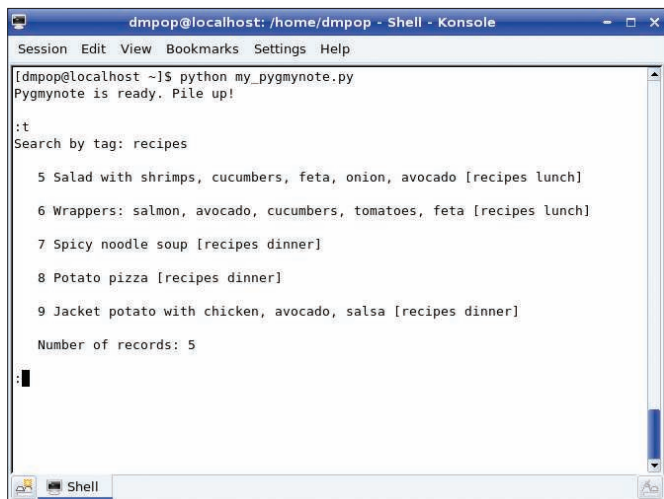 dmpop@localhost: /home/dmpop - Shell - Konsole
Session Edit View Bookmarks Settings Help
[dmpop@localhost ~]$ python my_pygmynote.py
Pygmynote is ready. Pile up!
:t
Search by tag: recipes
5 Salad with shrimps, cucumbers, feta, onion, avocado [recipes lunch]
6 Wrappers: salmon, avocado, cucumbers, tomatoes, feta [recipes lunch]
7 Spicy noodle soup [recipes dinner]
8 Potato pizza [recipes dinner]
9 Jacket potato with chicken, avocado, salsa [recipes dinner]
Number of records: 5
:
Shell